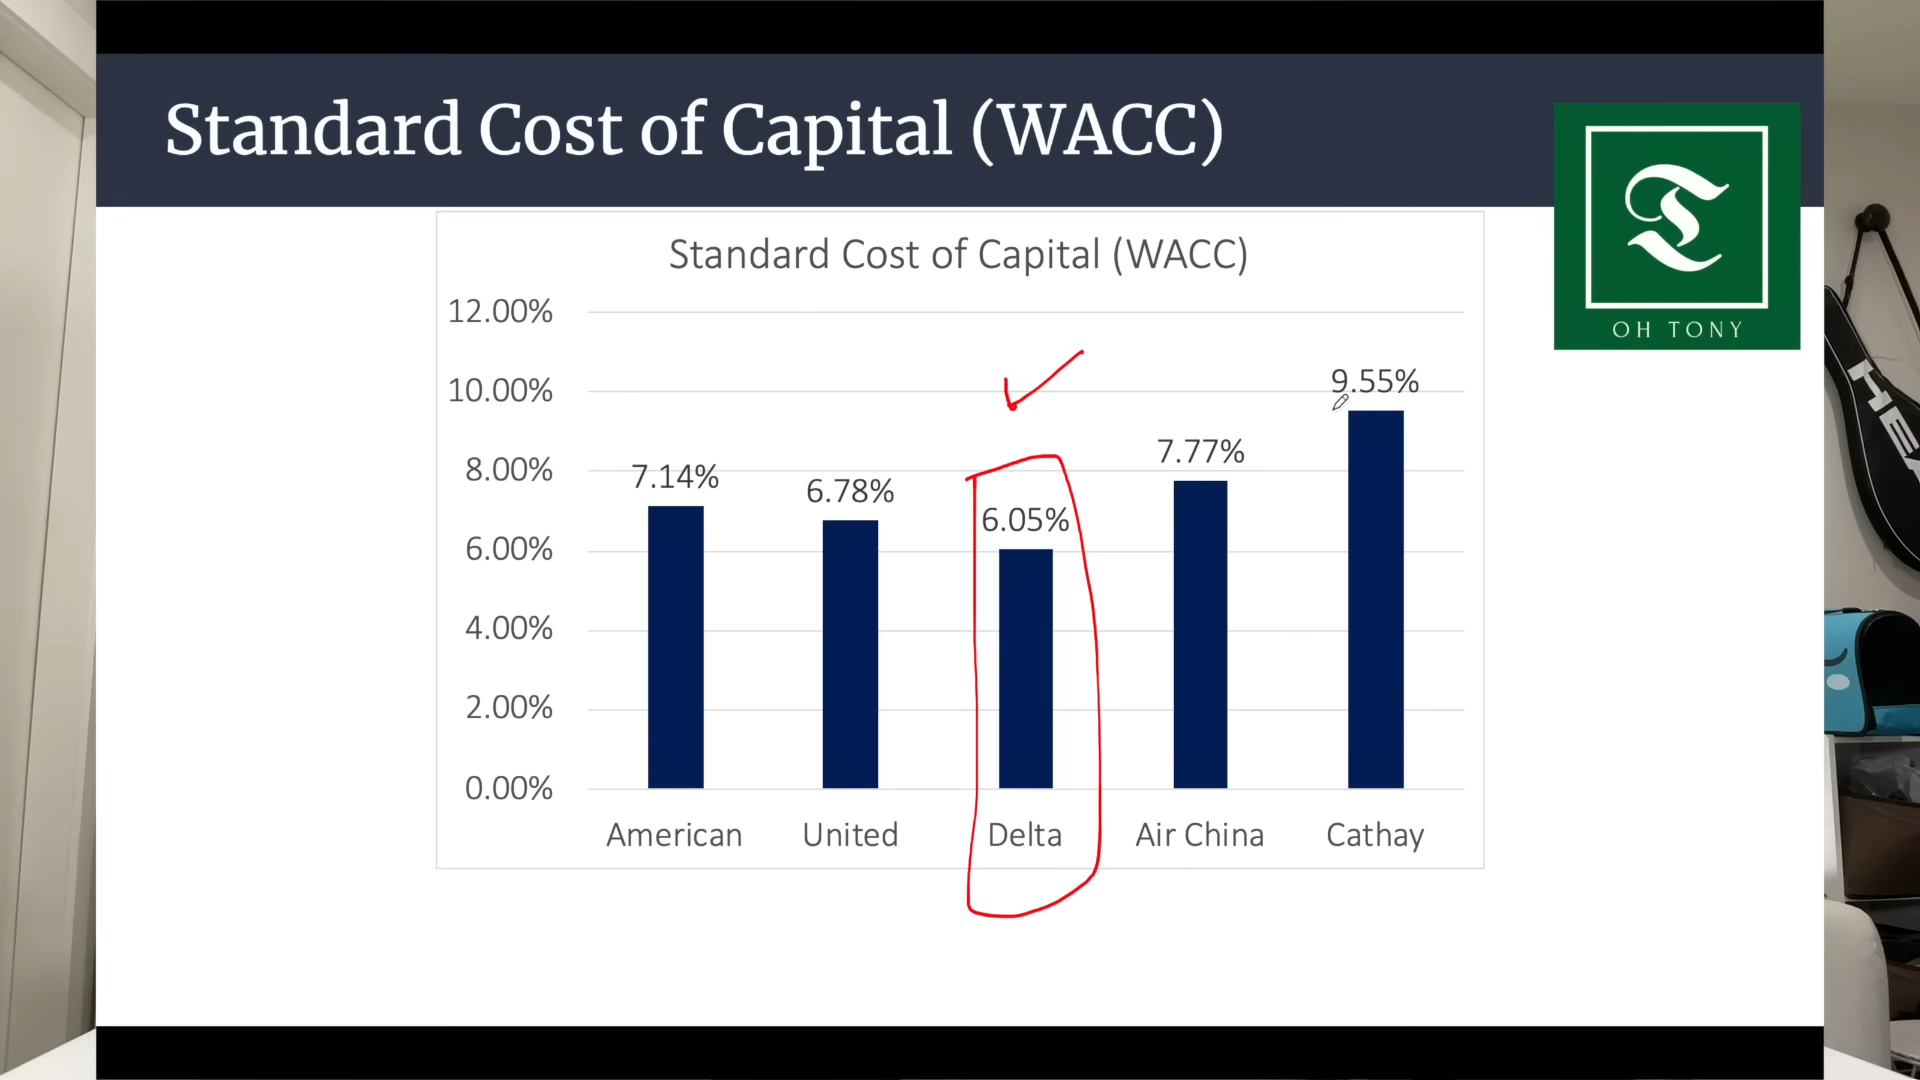 Standard Cost of Capital (WACC)
OH TONY
Standard Cost of Capital (WACC)
12.00%
10.00%
8.00%
6.00%
4.00%
2.00%
0.00%
7.14%
6.78%
6.05%
7.77%
9.55%
American
United
Delta
Air China
Cathay